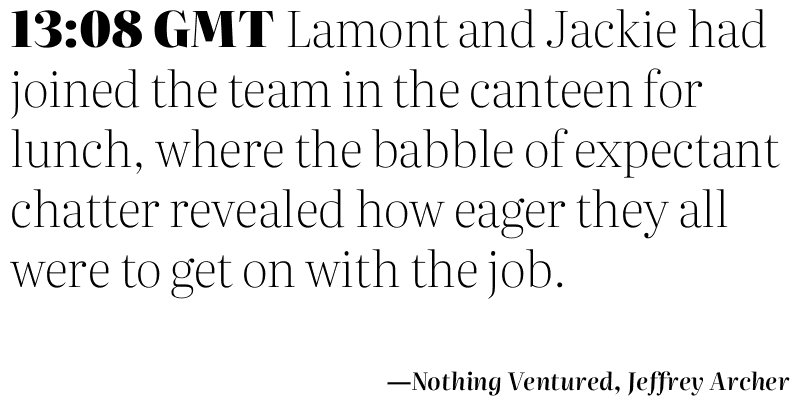 13:08 GMT Lamont and Jackie had
joined the team in the canteen for
lunch, where the babble of expectant
chatter revealed how eager they all
were to get on with the job.
—Nothing Ventured, Jeffrey Archer